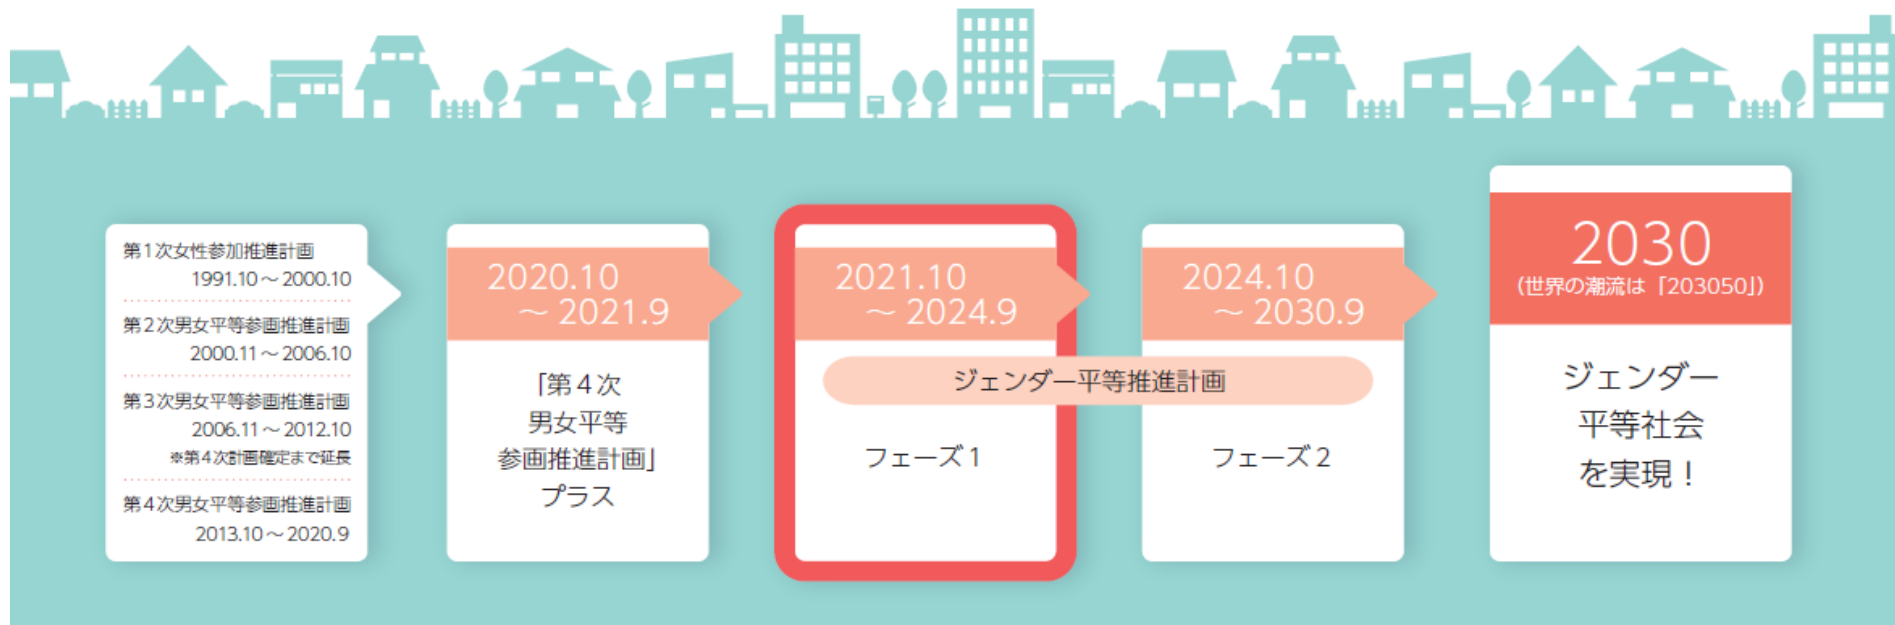 第1次女性参加推進計画
1991.10～2000.10
第2次男女平等参画推進計画
2000.11～2006.10
第3次男女平等参画推進計画
2006.11～2012.10
※第4次計画確定まで延長
第4次男女平等参画推進計画
2013.10～2020.9
2020.10
～2021.9
「第4次
男女平等
参画推進計画」
プラス
2021.10
～2024.9
2024.10
～2030.9
ジェンダー平等推進計画
フェーズ1
フェーズ2
2030
（世界の潮流は「203050」）
ジェンダー
平等社会
を実現！